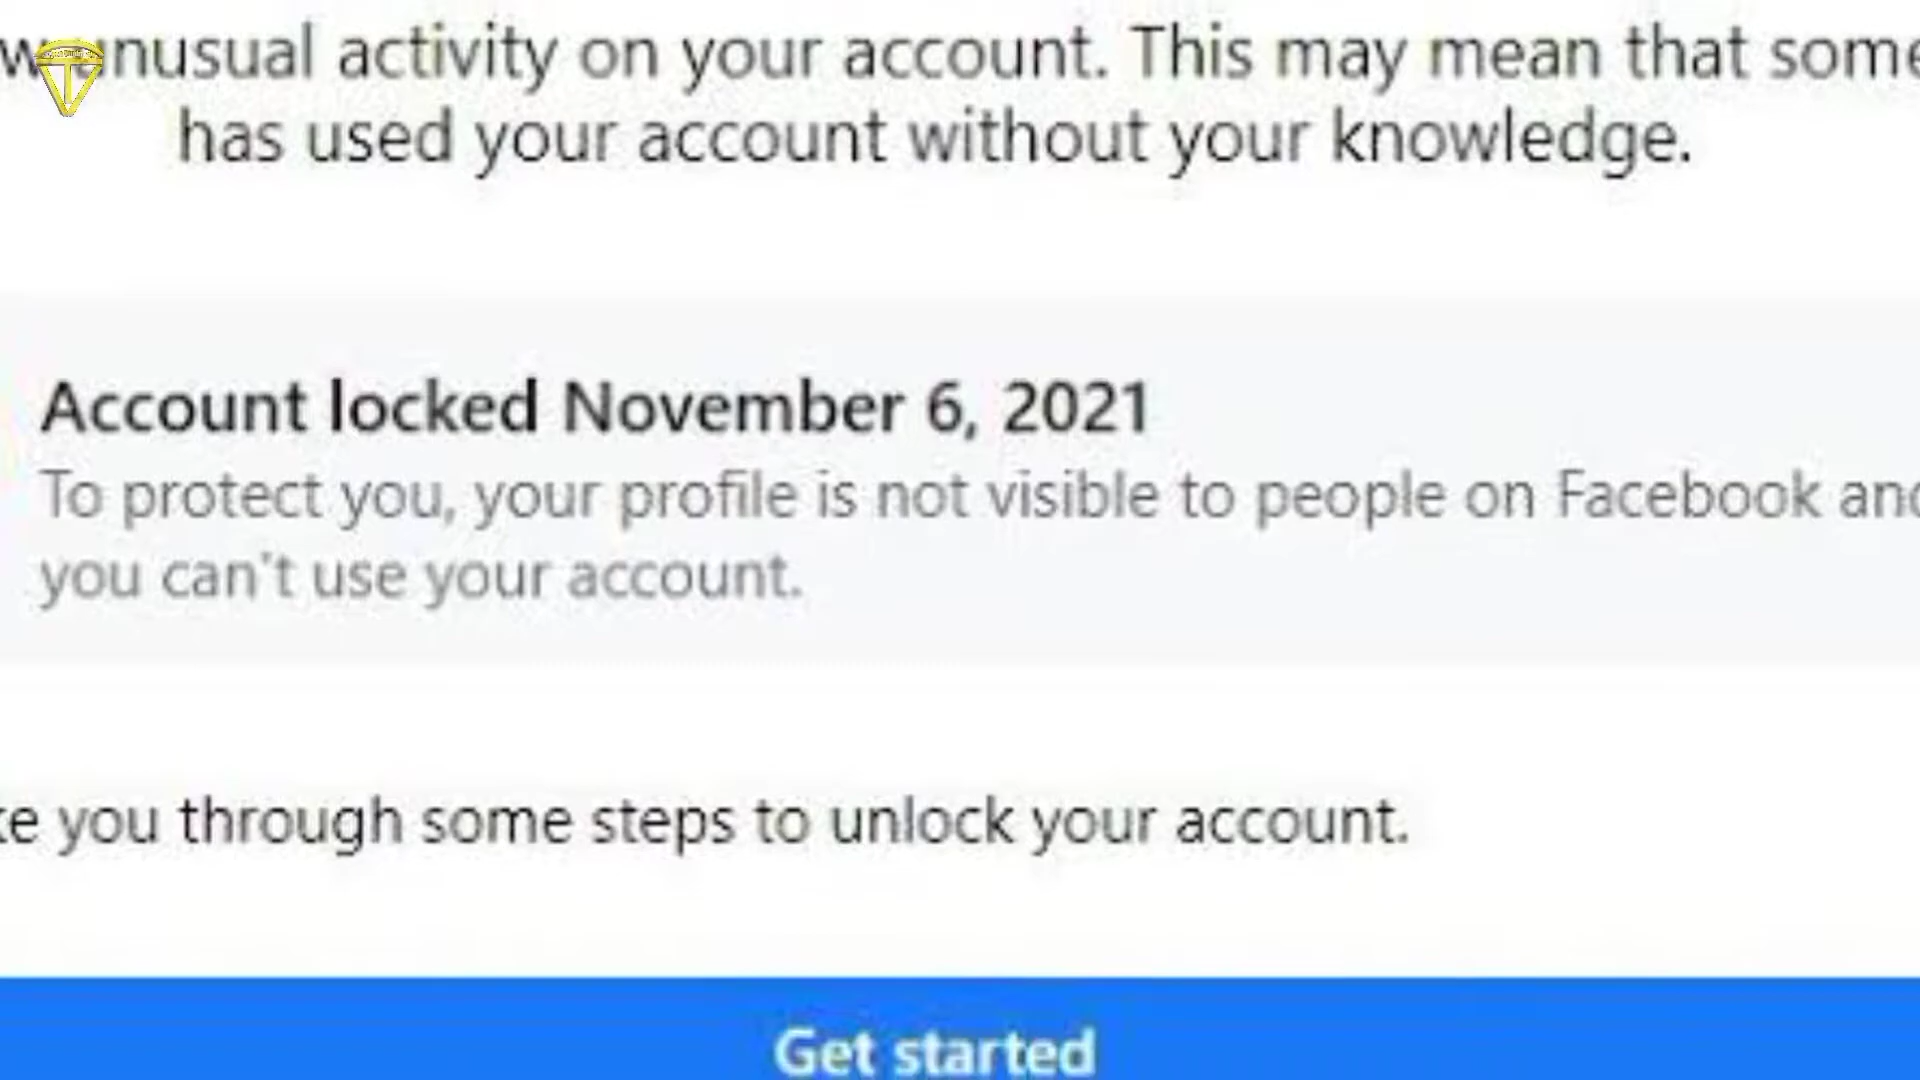 unusual activity on your account. This may mean that some
has used your account without your knowledge.
Account locked November 6, 2021
To protect you, your profile is not visible to people on Facebook and
you can't use your account.
you through some steps to unlock your account.
Get started